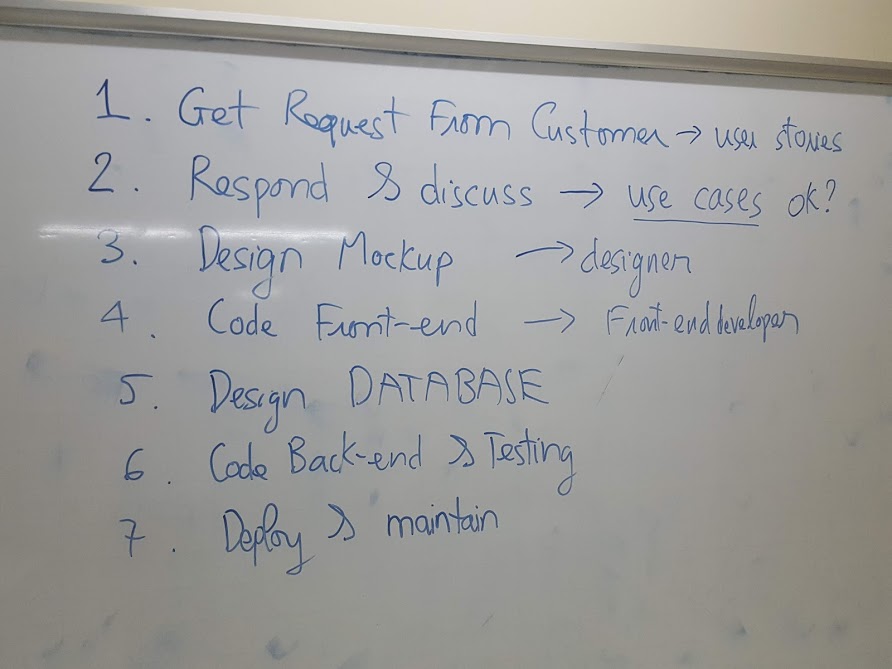 1. Get Request From Customer → user stories
2. Respond & discuss → use cases ok?
3. Design Mockup → designer
4. Code Front-end → Front-end developer
5. Design DATABASE
6. Code Back-end & Testing
7. Deploy & maintain